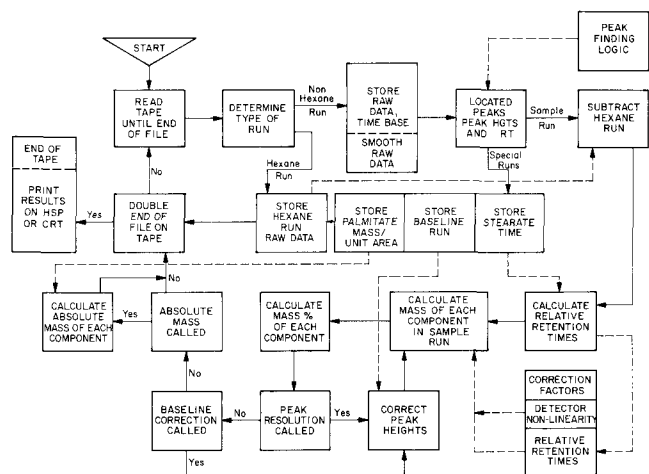 START
PEAK
FINDING
LOGIC
READ
TAPE
UNTIL END
OF FILE
DETERMINE
TYPE OF
RUN
Non
Hexane
Run
STORE
RAW
DATA,
TIME BASE
SMOOTH
RAW
DATA
LOCATED
PEAKS
PEAK HGTS
AND RT
Sample
Run
SUBTRACT
HEXANE
RUN
Special
Runs
Hexane
Run
No
END OF
TAPE
PRINT
RESULTS
ON HSP
OR CRT
Yes
DOUBLE
END OF
FILE ON
TAPE
STORE
HEXANE
RUN
RAW DATA
STORE
PALMITATE
MASS/
UNIT AREA
STORE
BASELINE
RUN
STORE
STEARATE
TIME
No
CALCULATE
ABSOLUTE
MASS OF EACH
COMPONENT
Yes
ABSOLUTE
MASS
CALLED
CALCULATE
MASS %
OF EACH
COMPONENT
CALCULATE
MASS OF EACH
COMPONENT
IN SAMPLE
RUN
CALCULATE
RELATIVE
RETENTION
TIMES
No
BASELINE
CORRECTION
CALLED
No
PEAK
RESOLUTION
CALLED
Yes
CORRECT
PEAK
HEIGHTS
CORRECTION
FACTORS
DETECTOR
NON-LINEARITY
RELATIVE
RETENTION
TIMES
Yes